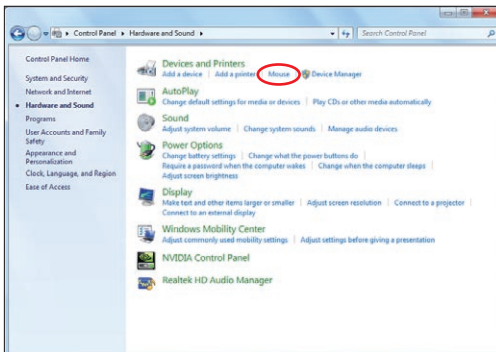 Control Panel ▸ Hardware and Sound ▸
Search Control Panel
Control Panel Home
System and Security
Network and Internet
Hardware and Sound
Programs
User Accounts and Family
Safety
Appearance and
Personalization
Clock, Language, and Region
Ease of Access
Devices and Printers
Add a device | Add a printer | Mouse | Device Manager
AutoPlay
Change default settings for media or devices | Play CDs or other media automatically
Sound
Adjust system volume | Change system sounds | Manage audio devices
Power Options
Change battery settings | Change what the power buttons do |
Require a password when the computer wakes | Change when the computer sleeps |
Adjust screen brightness
Display
Make text and other items larger or smaller | Adjust screen resolution | Connect to a projector |
Connect to an external display
Windows Mobility Center
Adjust commonly used mobility settings | Adjust settings before giving a presentation
NVIDIA Control Panel
Realtek HD Audio Manager